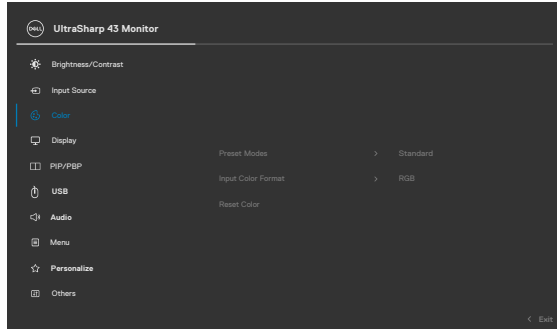 DELL UltraSharp 43 Monitor
Brightness/Contrast
Input Source
Color
Display
Preset Modes > Standard
PIP/PBP
Input Color Format > RGB
USB
Reset Color
Audio
Menu
Personalize
Others
< Exit